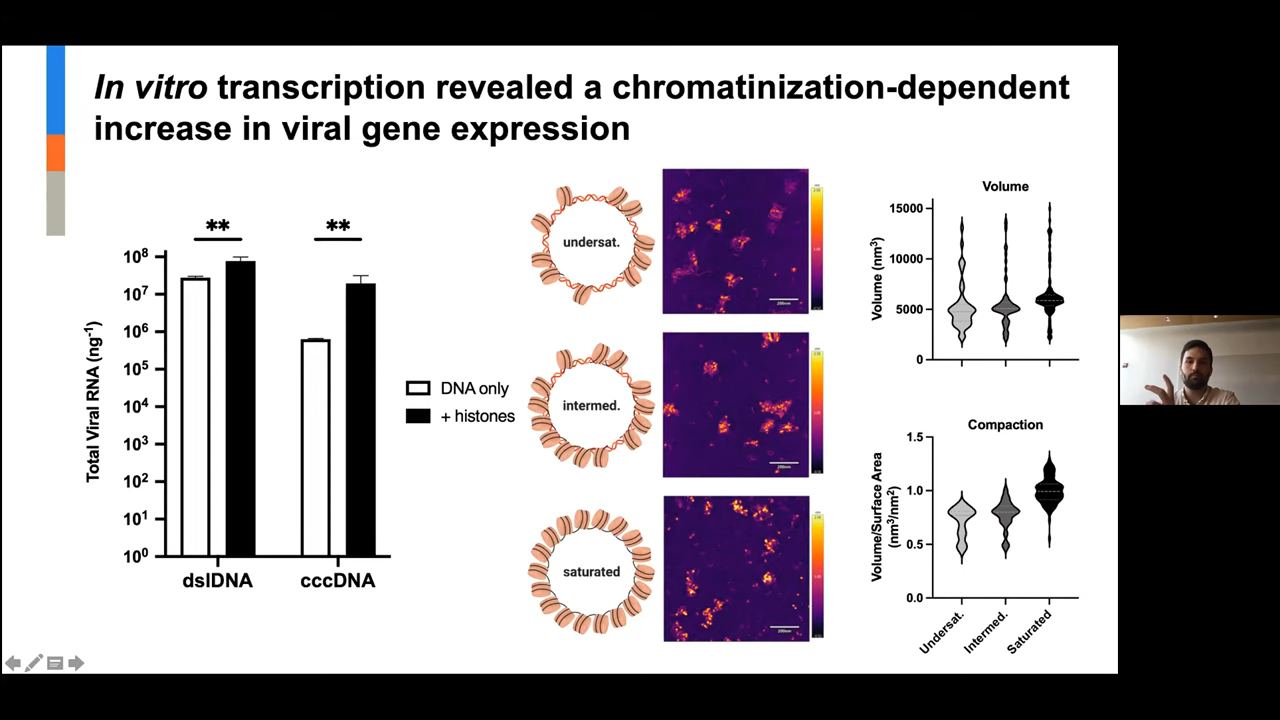 In vitro transcription revealed a chromatinization-dependent
increase in viral gene expression
** **
Total Viral RNA (ng-1)
108
107
106
105
104
103
102
101
100
dslDNA cccDNA
DNA only
+ histones
undersat.
intermed.
saturated
200nm
200nm
200nm
Volume
Volume (nm3)
15000
10000
5000
0
Compaction
Volume/Surface Area
(nm3/nm2)
1.5
1.0
0.5
0.0
Undersat.
Intermed.
Saturated